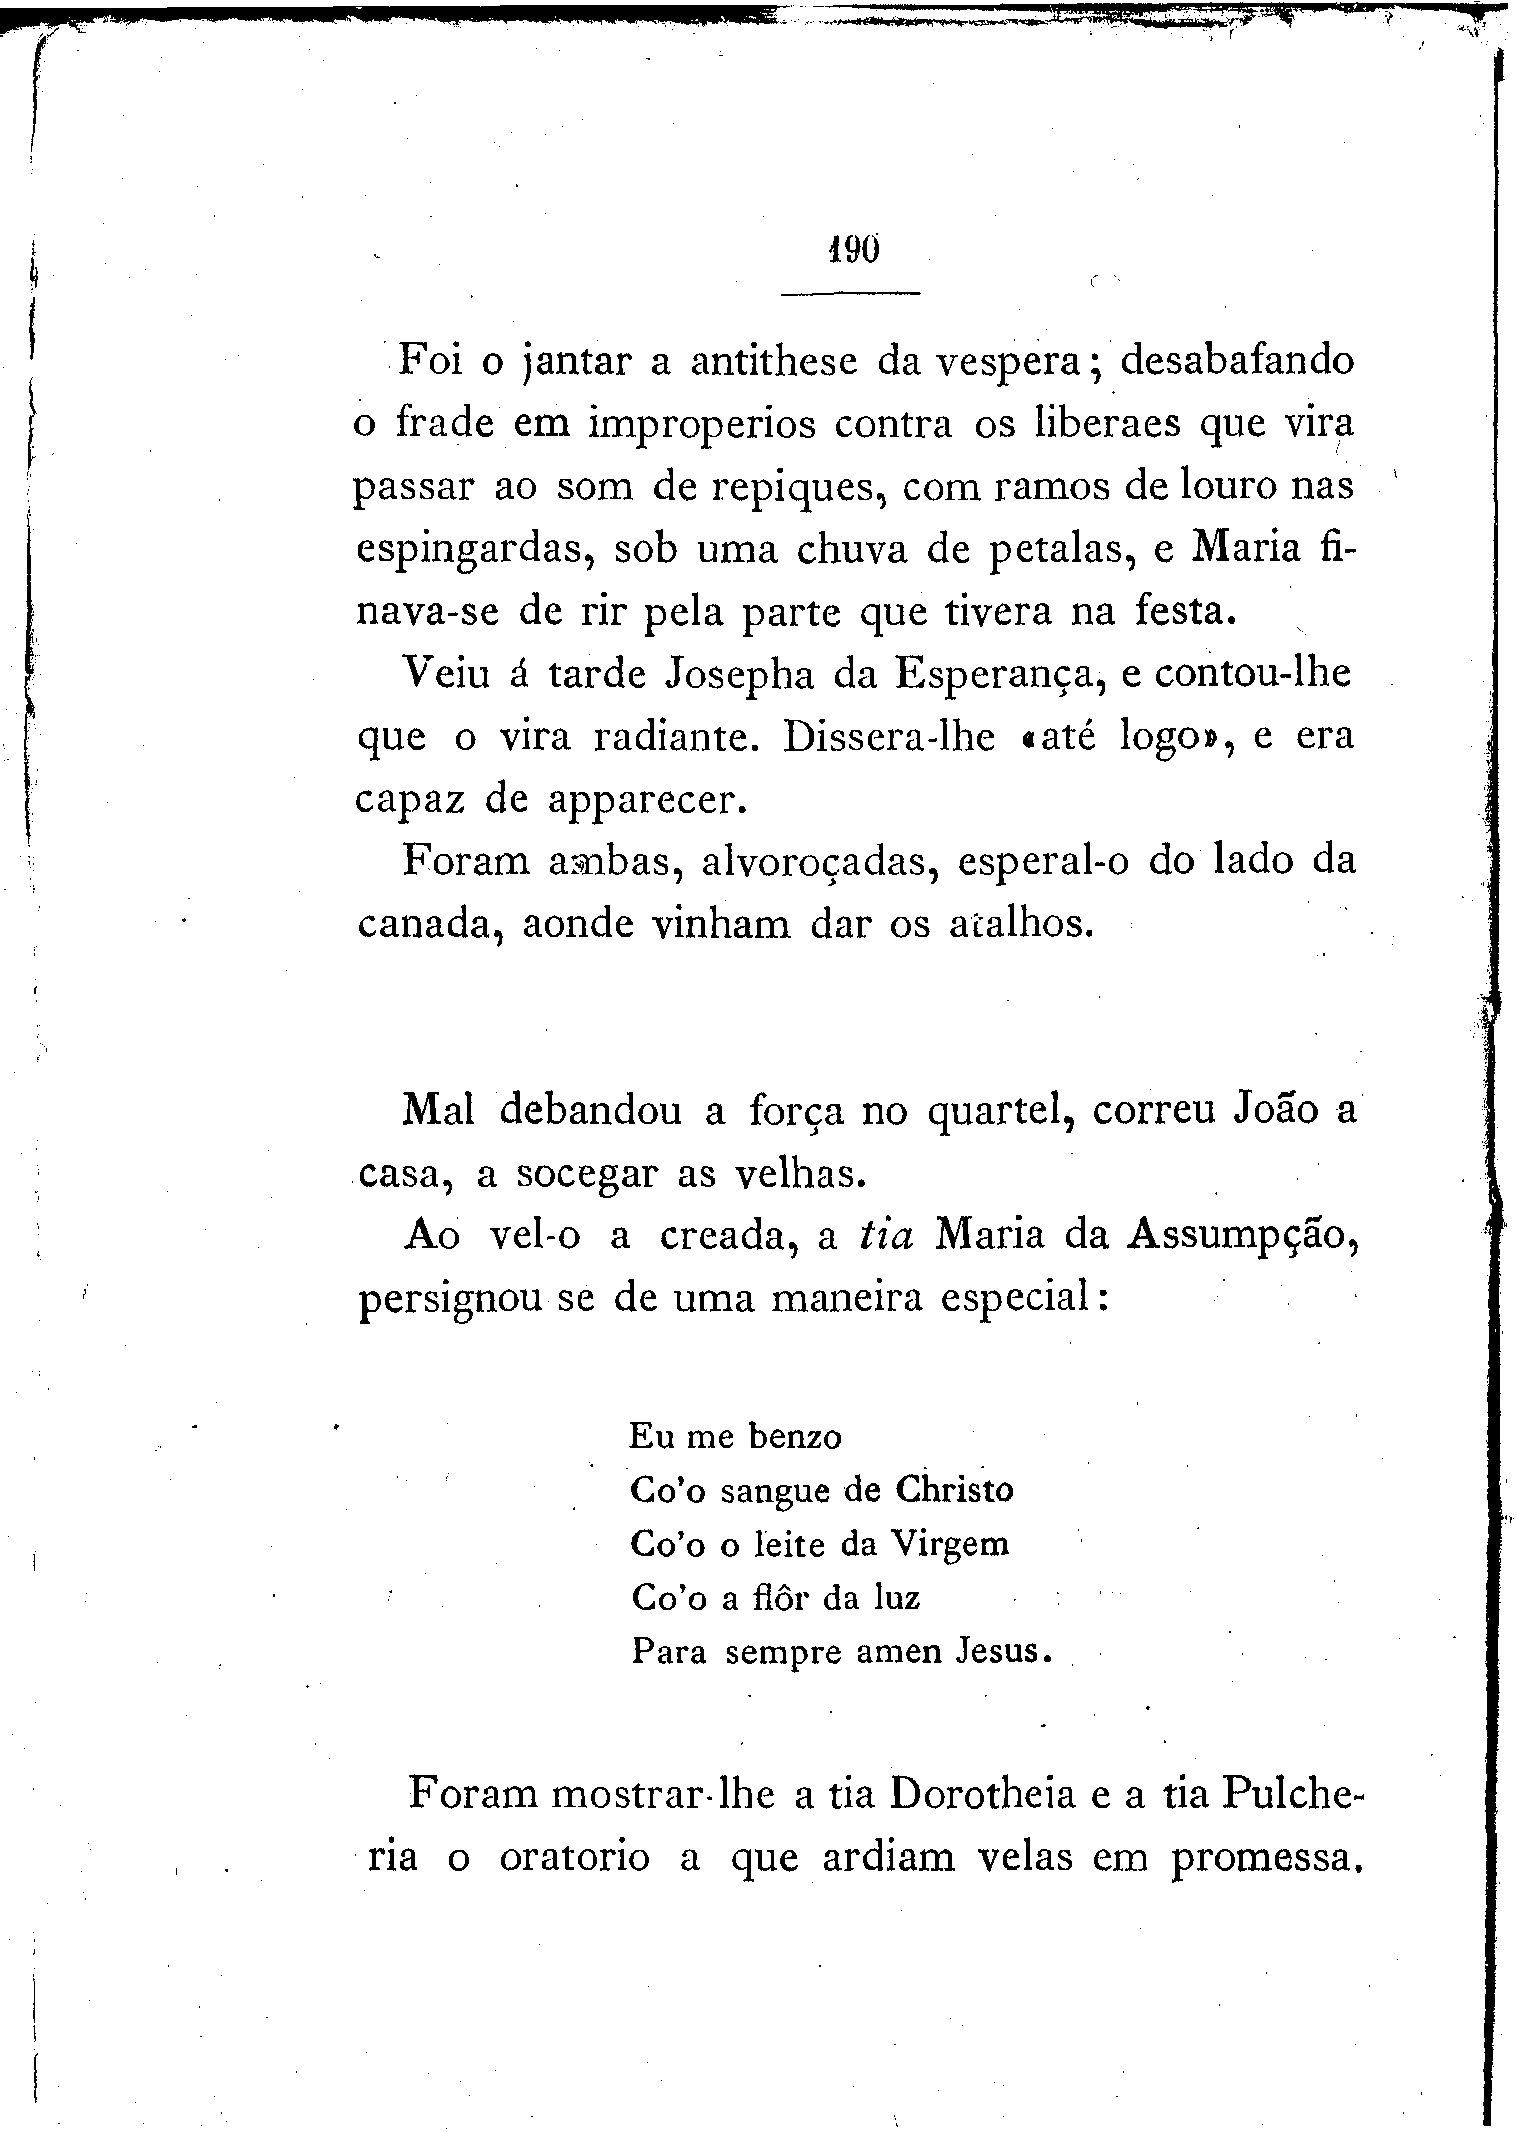 190
Foi o jantar a antithese da vespera; desabafando
o frade em improperios contra os liberaes que vira
passar ao som de repiques, com ramos de louro nas
espingardas, sob uma chuva de petalas, e Maria fi-
nava-se de rir pela parte que tivera na festa.
Veiu á tarde Josepha da Esperança, e contou-lhe
que o vira radiante. Dissera-lhe «até logo», e era
capaz de apparecer.
Foram ambas, alvoroçadas, esperal-o do lado da
canada, aonde vinham dar os atalhos.
Mal debandou a força no quartel, correu João a
casa, a socegar as velhas.
Ao vel-o a creada, a tia Maria da Assumpção,
persignou se de uma maneira especial:
Eu me benzo
Co'o sangue de Christo
Co'o o leite da Virgem
Co'o a flôr da luz
Para sempre amen Jesus.
Foram mostrar-lhe a tia Dorotheia e a tia Pulche-
ria o oratorio a que ardiam velas em promessa.